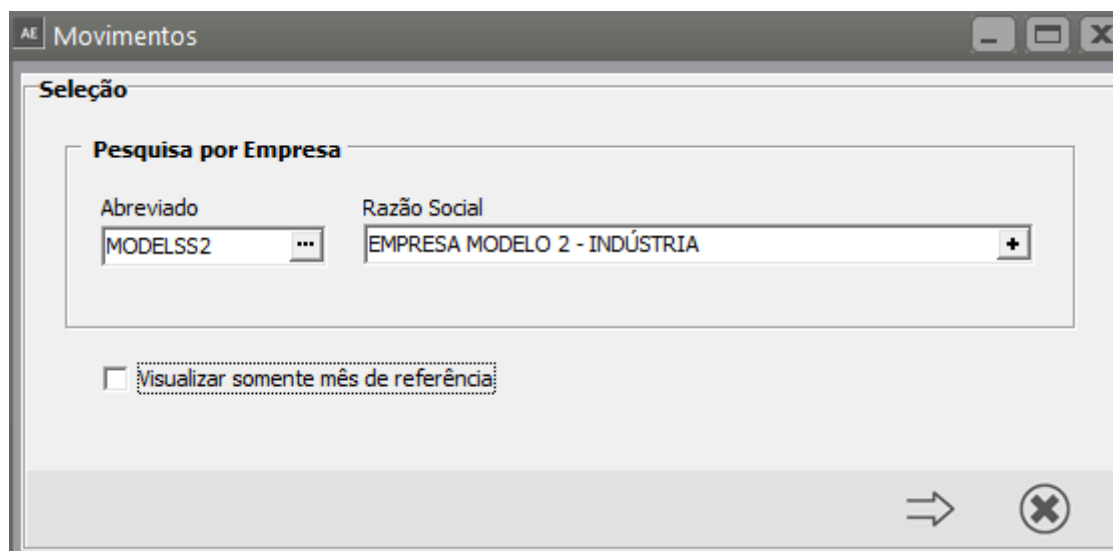 AE Movimentos
Seleção
Pesquisa por Empresa
Abreviado Razão Social
MODELSS2 ... EMPRESA MODELO 2 - INDÚSTRIA +
Visualizar somente mês de referência